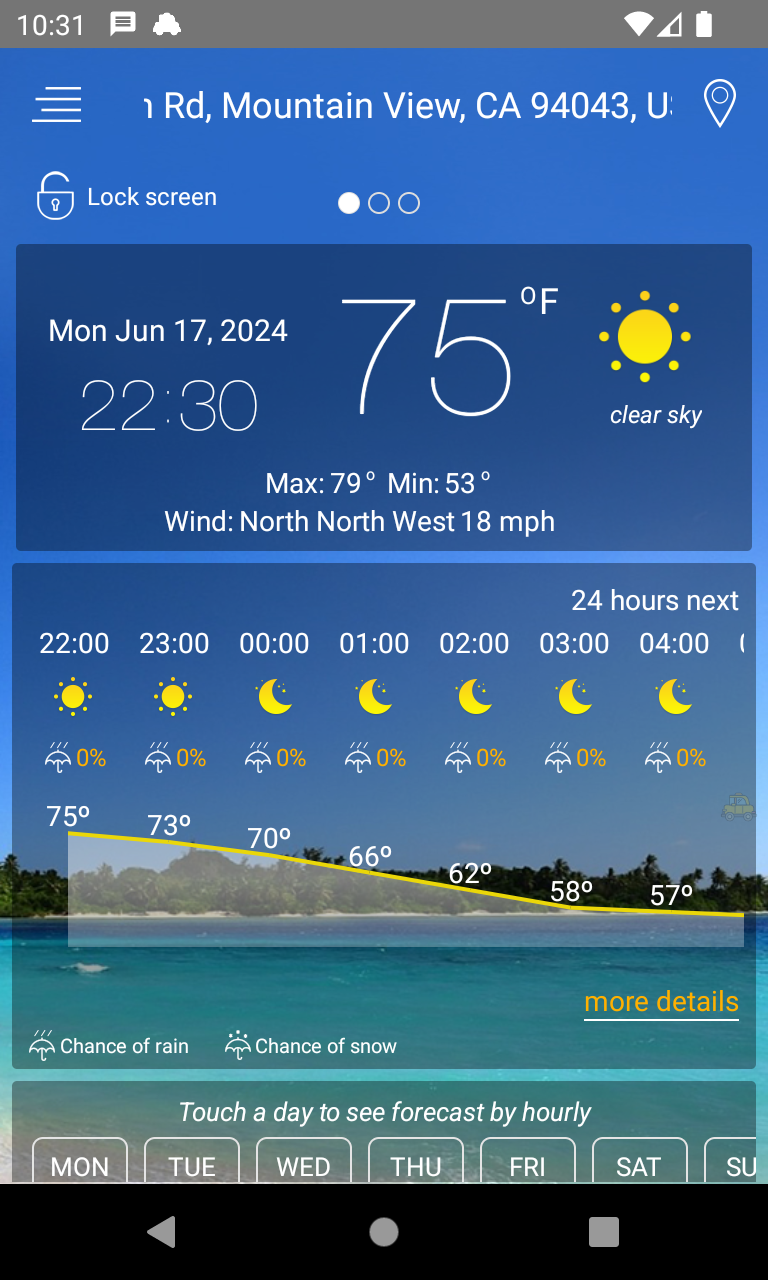 10:31
Rd, Mountain View, CA 94043,
Lock screen
75 °F
Mon Jun 17, 2024
22:30
clear sky
Max: 79° Min: 53°
Wind: North North West 18 mph
24 hours next
22:00 23:00 00:00 01:00 02:00 03:00 04:00
0% 0% 0% 0% 0% 0% 0%
75º 73º 70º 66º 62º 58º 57º
more details
Chance of rain Chance of snow
Touch a day to see forecast by hourly
MON TUE WED THU FRI SAT SU